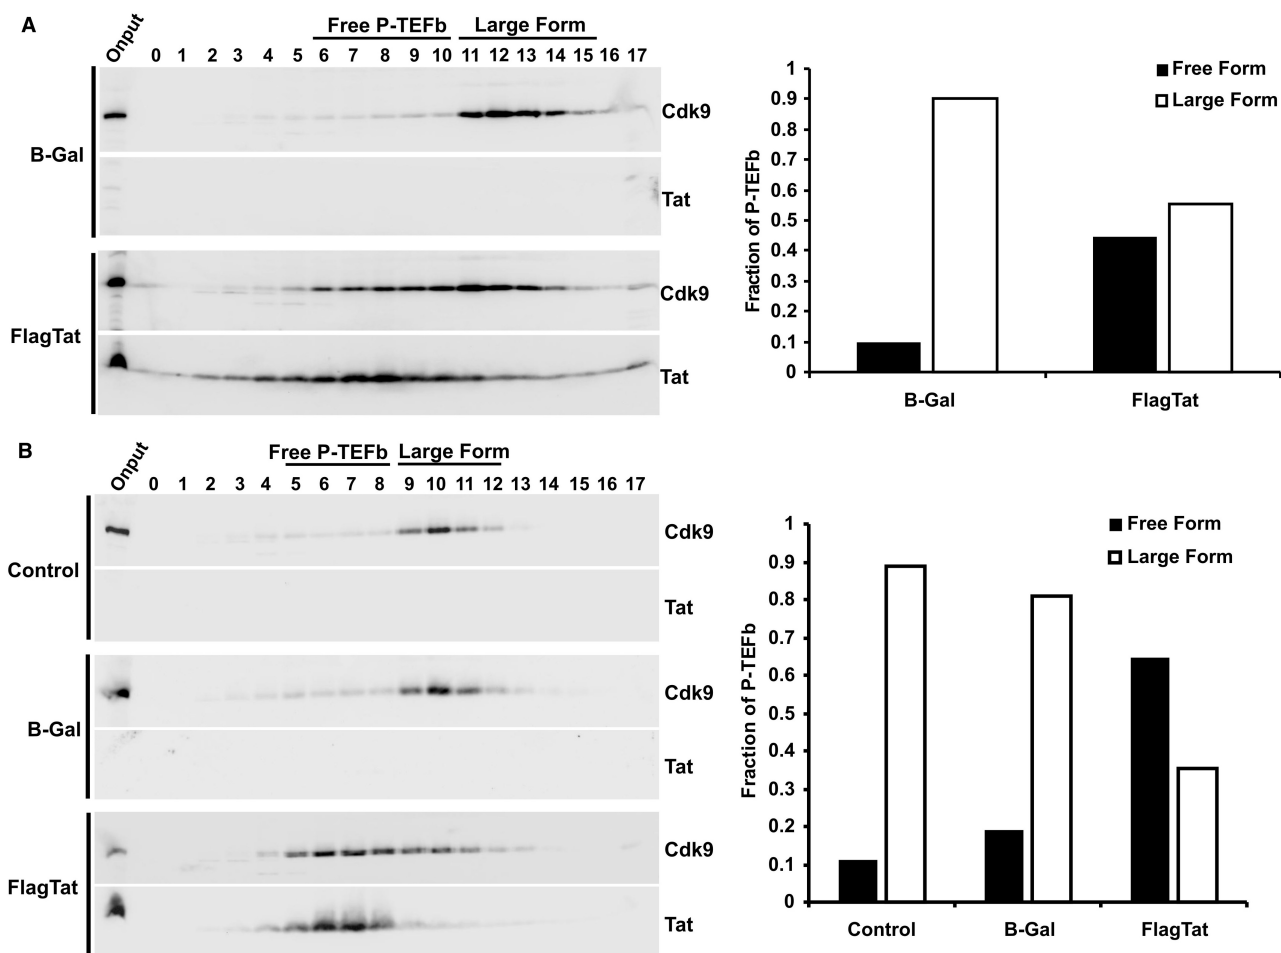 A
Onput
Free P-TEFb
Large Form
0 1 2 3 4 5 6 7 8 9 10 11 12 13 14 15 16 17
B-Gal
Cdk9
Tat
FlagTat
Cdk9
Tat
Fraction of P-TEFb
1
0.9
0.8
0.7
0.6
0.5
0.4
0.3
0.2
0.1
0
Free Form
Large Form
B-Gal
FlagTat
B
Onput
Free P-TEFb
Large Form
0 1 2 3 4 5 6 7 8 9 10 11 12 13 14 15 16 17
Control
Cdk9
Tat
B-Gal
Cdk9
Tat
FlagTat
Cdk9
Tat
Fraction of P-TEFb
1
0.9
0.8
0.7
0.6
0.5
0.4
0.3
0.2
0.1
0
Free Form
Large Form
Control
B-Gal
FlagTat